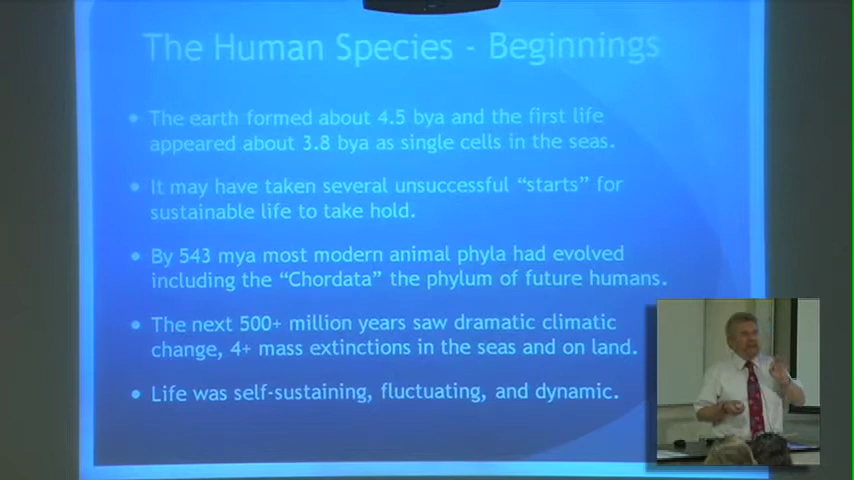 The Human Species - Beginnings
The earth formed about 4.5 bya and the first life
appeared about 3.8 bya as single cells in the seas.
It may have taken several unsuccessful "starts" for
sustainable life to take hold.
By 543 mya most modern animal phyla had evolved
including the "Chordata" the phylum of future humans.
The next 500+ million years saw dramatic climatic
change, 4+ mass extinctions in the seas and on land.
Life was self-sustaining, fluctuating, and dynamic.